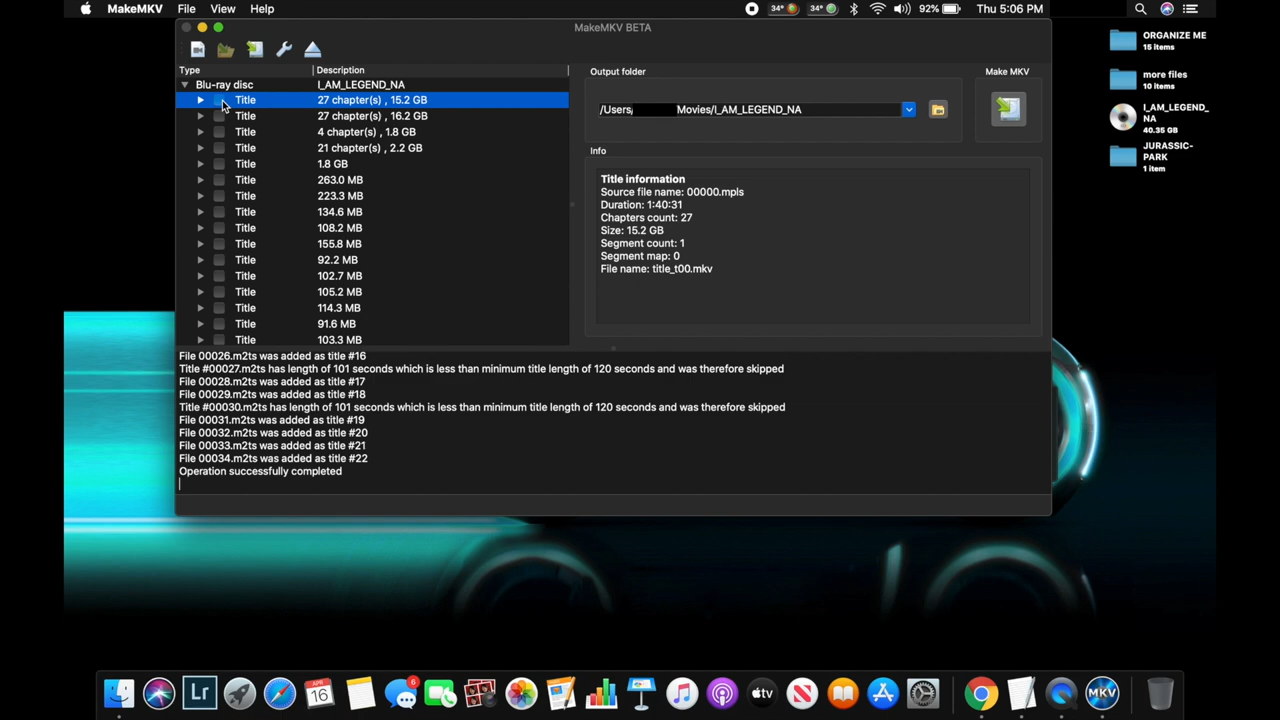 MakeMKV File View Help 34° 34° 92% Thu 5:06 PM
MakeMKV BETA
Type Description
Blu-ray disc I_AM_LEGEND_NA
Title 27 chapter(s) , 15.2 GB
Title 27 chapter(s) , 16.2 GB
Title 4 chapter(s) , 1.8 GB
Title 21 chapter(s) , 2.2 GB
Title 1.8 GB
Title 263.0 MB
Title 223.3 MB
Title 134.6 MB
Title 108.2 MB
Title 155.8 MB
Title 92.2 MB
Title 102.7 MB
Title 105.2 MB
Title 114.3 MB
Title 91.6 MB
Title 103.3 MB
Output folder
/Users/ Movies/I_AM_LEGEND_NA
Make MKV
Info
Title information
Source file name: 00000.mpls
Duration: 1:40:31
Chapters count: 27
Size: 15.2 GB
Segment count: 1
Segment map: 0
File name: title_t00.mkv
File 00026.m2ts was added as title #16
Title #00027.m2ts has length of 101 seconds which is less than minimum title length of 120 seconds and was therefore skipped
File 00028.m2ts was added as title #17
File 00029.m2ts was added as title #18
Title #00030.m2ts has length of 101 seconds which is less than minimum title length of 120 seconds and was therefore skipped
File 00031.m2ts was added as title #19
File 00032.m2ts was added as title #20
File 00033.m2ts was added as title #21
File 00034.m2ts was added as title #22
Operation successfully completed
ORGANIZE ME
15 items
more files
10 items
I_AM_LEGEND_
NA
40.35 GB
JURASSIC-
PARK
1 item
Lr
APR
16
6
tv
MKV